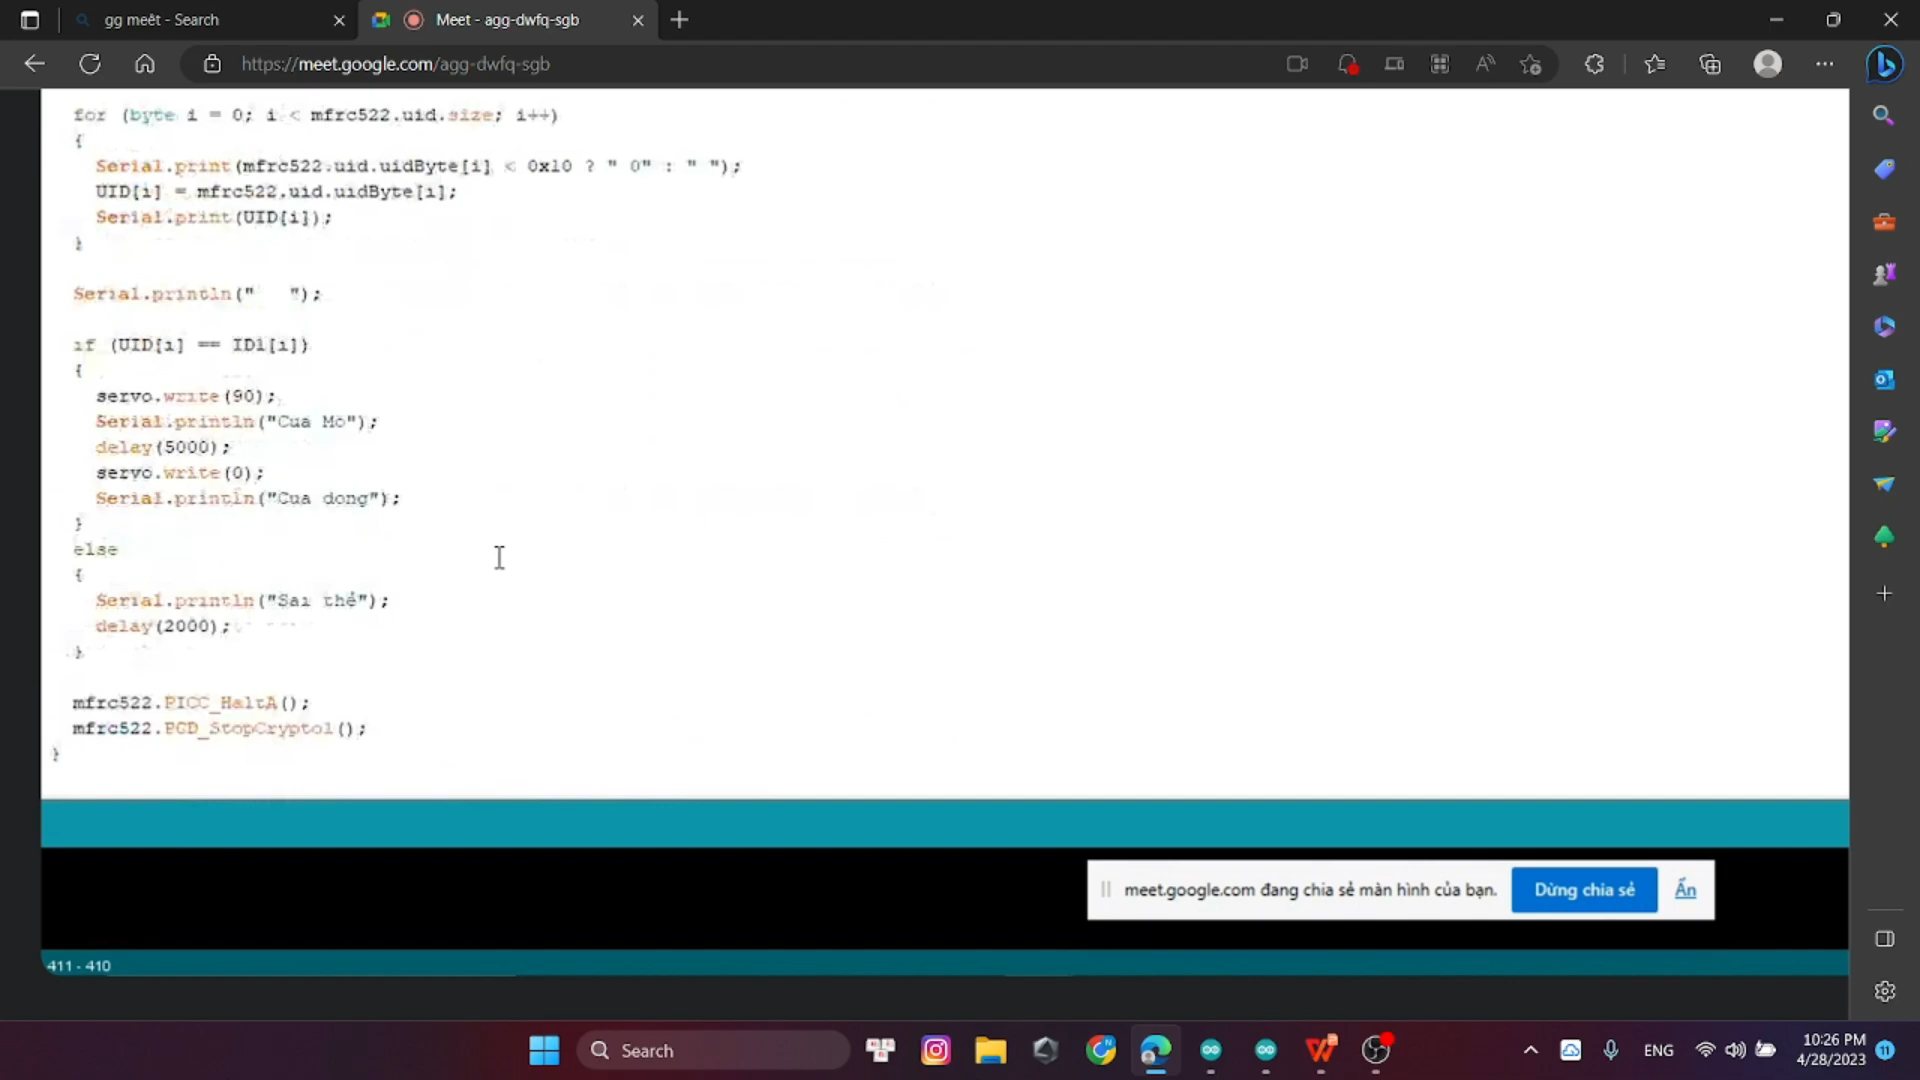 gg meêt - Search
Meet - agg-dwfq-sgb
https://meet.google.com/agg-dwfq-sgb
for (byte i = 0; i < mfrc522.uid.size; i++)
{
Serial.print(mfrc522.uid.uidByte[i] < 0x10 ? " 0" : " ");
UID[i] = mfrc522.uid.uidByte[i];
Serial.print(UID[i]);
}
Serial.println("   ");
if (UID[i] == ID1[i])
{
servo.write(90);
Serial.println("Cua Mo");
delay(5000);
servo.write(0);
Serial.println("Cua dong");
}
else
{
Serial.println("Sai thẻ");
delay(2000);
}
mfrc522.PICC_HaltA();
mfrc522.PCD_StopCrypto1();
}
meet.google.com đang chia sẻ màn hình của bạn.
Dừng chia sẻ
Ẩn
411 - 410
Search
ENG
10:26 PM
4/28/2023
11